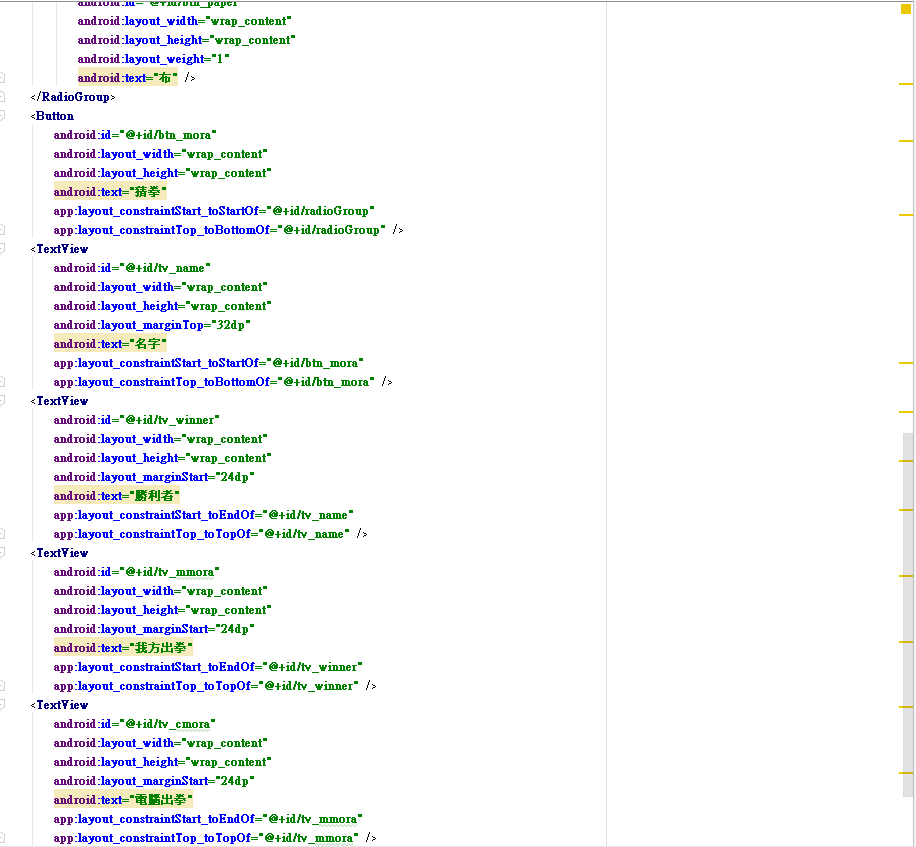 android:id="@+id/btn_paper"
android:layout_width="wrap_content"
android:layout_height="wrap_content"
android:layout_weight="1"
android:text="布" />
</RadioGroup>
<Button
android:id="@+id/btn_mora"
android:layout_width="wrap_content"
android:layout_height="wrap_content"
android:text="猜拳"
app:layout_constraintStart_toStartOf="@+id/radioGroup"
app:layout_constraintTop_toBottomOf="@+id/radioGroup" />
<TextView
android:id="@+id/tv_name"
android:layout_width="wrap_content"
android:layout_height="wrap_content"
android:layout_marginTop="32dp"
android:text="名字"
app:layout_constraintStart_toStartOf="@+id/btn_mora"
app:layout_constraintTop_toBottomOf="@+id/btn_mora" />
<TextView
android:id="@+id/tv_winner"
android:layout_width="wrap_content"
android:layout_height="wrap_content"
android:layout_marginStart="24dp"
android:text="勝利者"
app:layout_constraintStart_toEndOf="@+id/tv_name"
app:layout_constraintTop_toTopOf="@+id/tv_name" />
<TextView
android:id="@+id/tv_mmora"
android:layout_width="wrap_content"
android:layout_height="wrap_content"
android:layout_marginStart="24dp"
android:text="我方出拳"
app:layout_constraintStart_toEndOf="@+id/tv_winner"
app:layout_constraintTop_toTopOf="@+id/tv_winner" />
<TextView
android:id="@+id/tv_cmora"
android:layout_width="wrap_content"
android:layout_height="wrap_content"
android:layout_marginStart="24dp"
android:text="電腦出拳"
app:layout_constraintStart_toEndOf="@+id/tv_mmora"
app:layout_constraintTop_toTopOf="@+id/tv_mmora" />